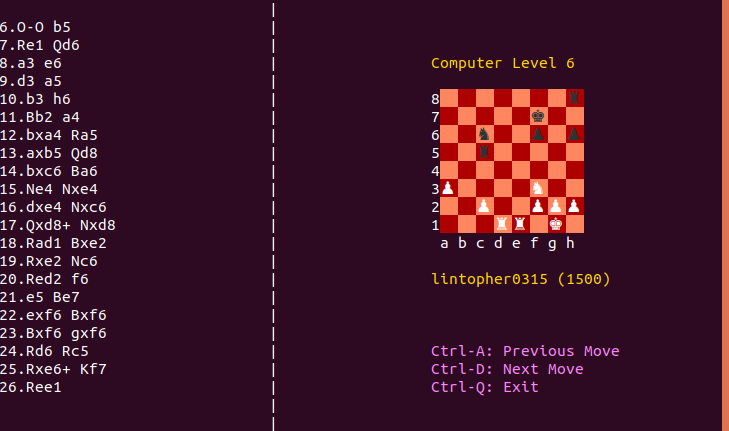 6.O-O b5
7.Re1 Qd6
8.a3 e6
9.d3 a5
10.b3 h6
11.Bb2 a4
12.bxa4 Ra5
13.axb5 Qd8
14.bxc6 Ba6
15.Ne4 Nxe4
16.dxe4 Nxc6
17.Qxd8+ Nxd8
18.Rad1 Bxe2
19.Rxe2 Nc6
20.Red2 f6
21.e5 Be7
22.exf6 Bxf6
23.Bxf6 gxf6
24.Rd6 Rc5
25.Rxe6+ Kf7
26.Ree1
Computer Level 6
8
7
6
5
4
3
2
1
a b c d e f g h
lintopher0315 (1500)
Ctrl-A: Previous Move
Ctrl-D: Next Move
Ctrl-Q: Exit